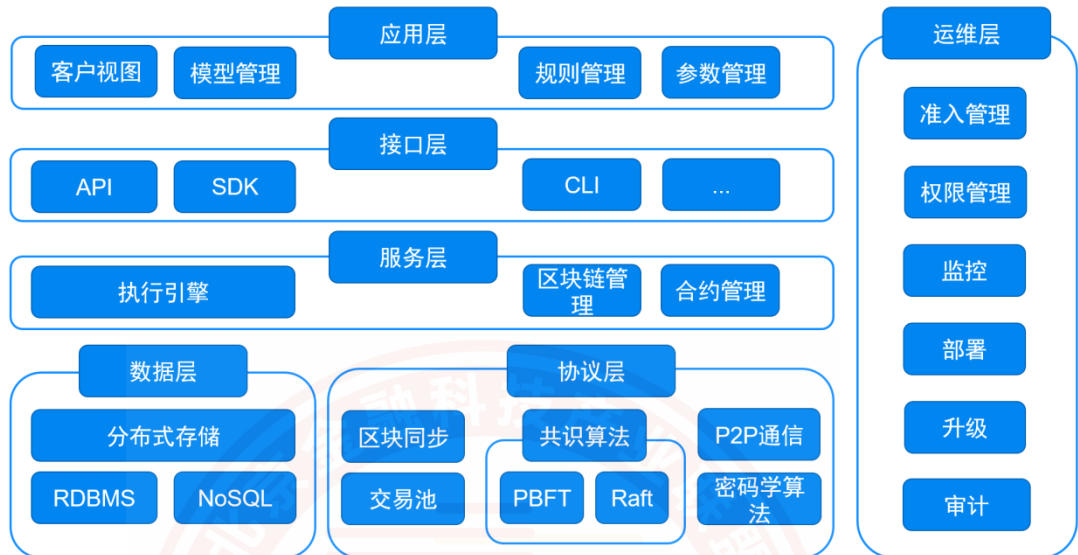 应用层
客户视图
模型管理
规则管理
参数管理
接口层
API
SDK
CLI
...
服务层
执行引擎
区块链管
理
合约管理
数据层
分布式存储
RDBMS
NoSQL
协议层
区块同步
交易池
共识算法
PBFT
Raft
P2P通信
密码学算
法
运维层
准入管理
权限管理
监控
部署
升级
审计